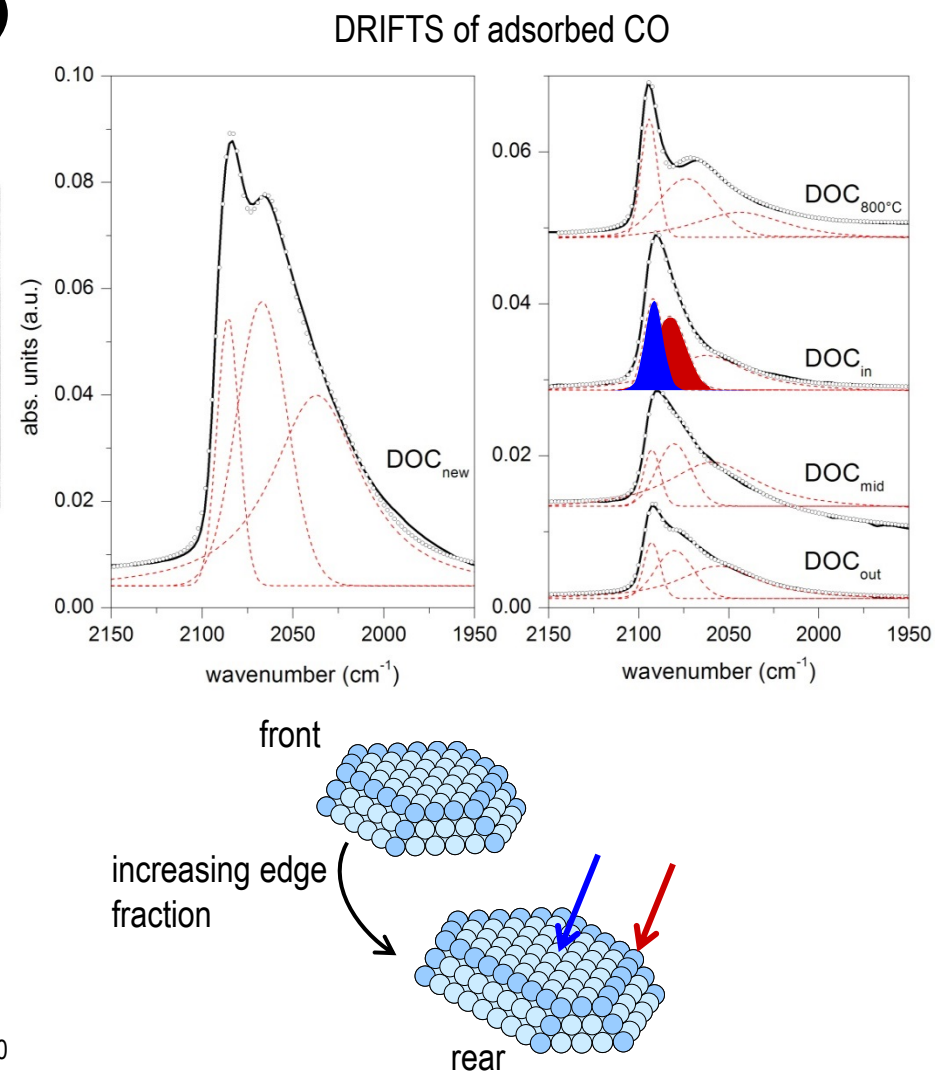 DRIFTS of adsorbed CO
0.10
0.08
0.06
0.04
0.02
0.00
abs. units (a.u.)
DOCnew
2150 2100 2050 2000 1950
wavenumber (cm-1)
0.06
0.04
0.02
0.00
DOC800°C
DOCin
DOCmid
DOCout
2150 2100 2050 2000 1950
wavenumber (cm-1)
front
increasing edge
fraction
rear
0